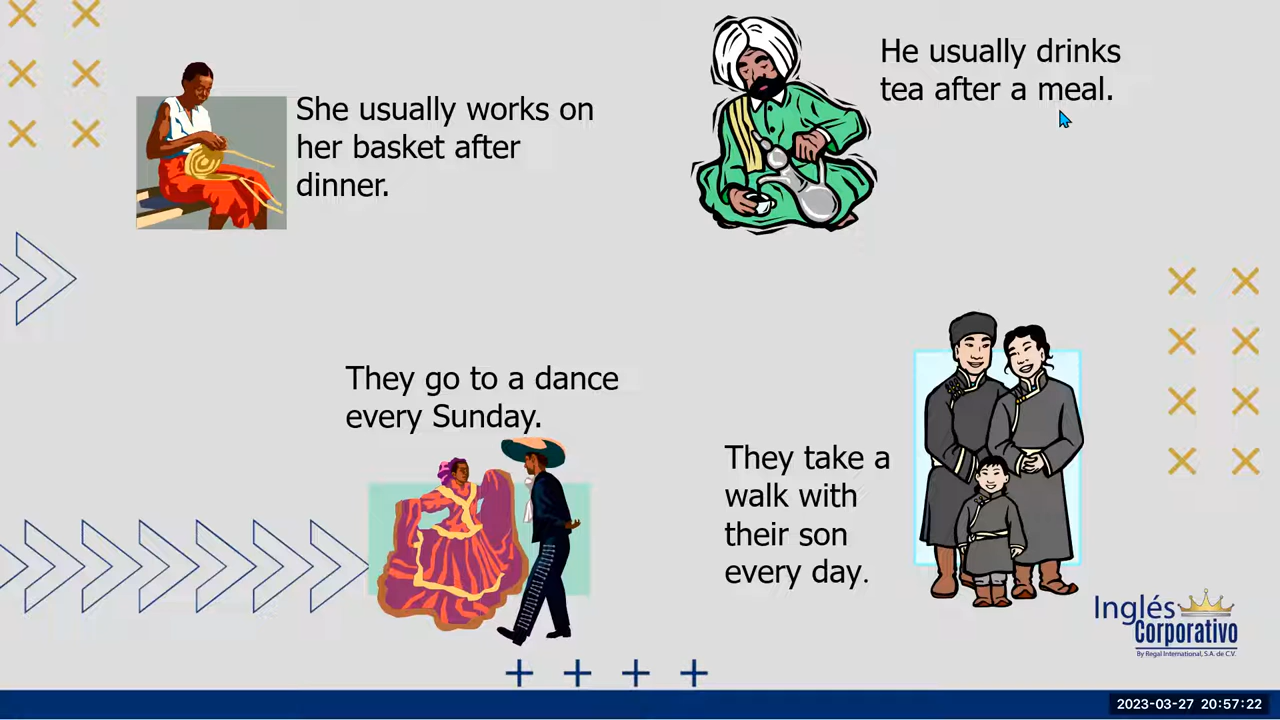 She usually works on
her basket after
dinner.
He usually drinks
tea after a meal.
They go to a dance
every Sunday.
They take a
walk with
their son
every day.
Inglés
Corporativo
By Regal International, S.A. de C.V.
2023-03-27 20:57:22